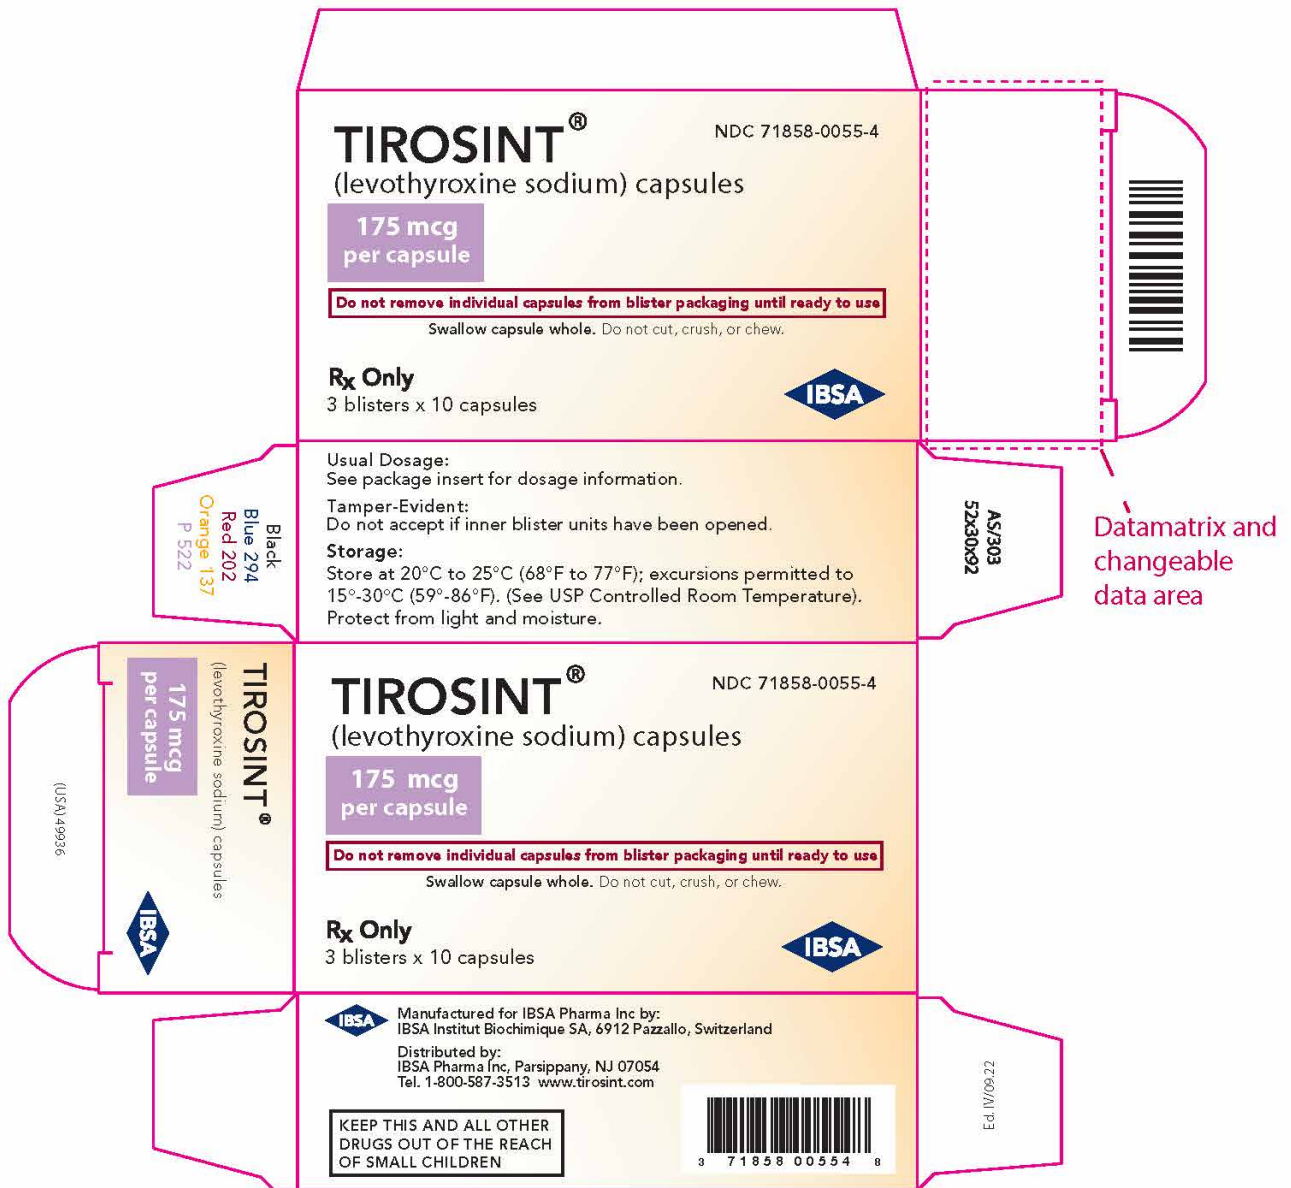 TIROSINT®
NDC 71858-0055-4
(levothyroxine sodium) capsules
175 mcg
per capsule
Do not remove individual capsules from blister packaging until ready to use
Swallow capsule whole. Do not cut, crush, or chew.
Rx Only
3 blisters x 10 capsules
IBSA
Usual Dosage:
See package insert for dosage information.
Tamper-Evident:
Do not accept if inner blister units have been opened.
Storage:
Store at 20°C to 25°C (68°F to 77°F); excursions permitted to
15°-30°C (59°-86°F). (See USP Controlled Room Temperature).
Protect from light and moisture.
Black
Blue 294
Red 202
Orange 137
P 522
AS/303
52x30x92
Datamatrix and
changeable
data area
TIROSINT®
(levothyroxine sodium) capsules
175 mcg
per capsule
IBSA
(USA) 49936
TIROSINT®
NDC 71858-0055-4
(levothyroxine sodium) capsules
175 mcg
per capsule
Do not remove individual capsules from blister packaging until ready to use
Swallow capsule whole. Do not cut, crush, or chew.
Rx Only
3 blisters x 10 capsules
IBSA
IBSA
Manufactured for IBSA Pharma Inc by:
IBSA Institut Biochimique SA, 6912 Pazzallo, Switzerland
Distributed by:
IBSA Pharma Inc, Parsippany, NJ 07054
Tel. 1-800-587-3513 www.tirosint.com
KEEP THIS AND ALL OTHER
DRUGS OUT OF THE REACH
OF SMALL CHILDREN
3 71858 00554 8
Ed. IV/09.22